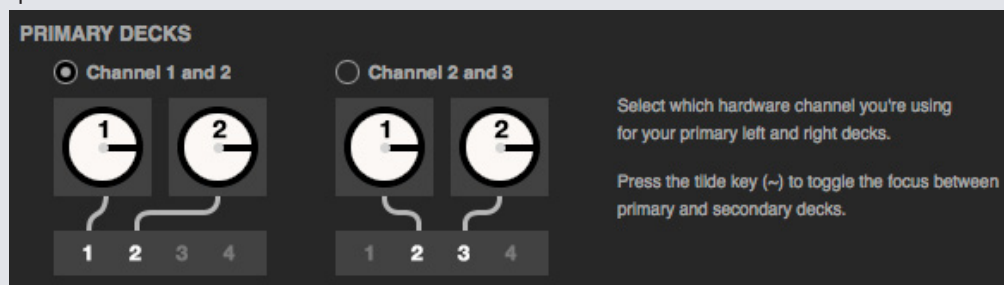 PRIMARY DECKS
Channel 1 and 2
Channel 2 and 3
1 2
1 2
Select which hardware channel you're using
for your primary left and right decks.
Press the tilde key (~) to toggle the focus between
primary and secondary decks.
1 2 3 4
1 2 3 4